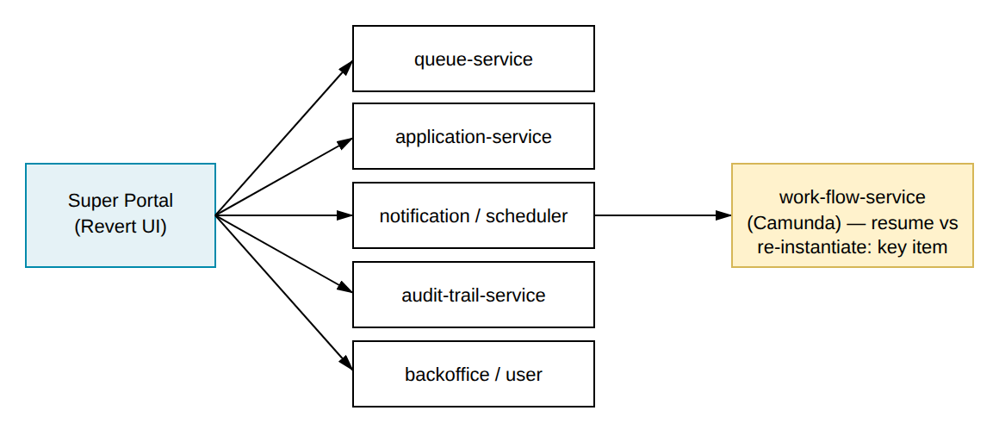 queue-service
application-service
Super Portal
(Revert UI)
notification / scheduler
work-flow-service
(Camunda) — resume vs
re-instantiate: key item
audit-trail-service
backoffice / user